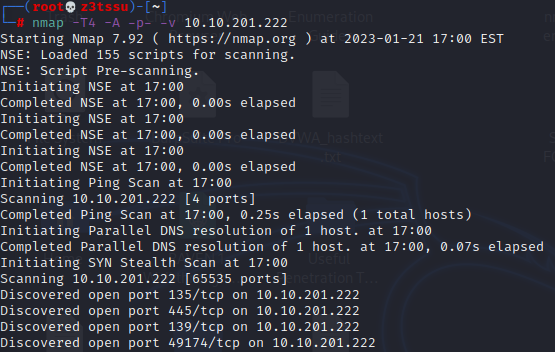 (root💀z3tssu)-[~]
# nmap -T4 -A -p- -v 10.10.201.222
Starting Nmap 7.92 ( https://nmap.org ) at 2023-01-21 17:00 EST
NSE: Loaded 155 scripts for scanning.
NSE: Script Pre-scanning.
Initiating NSE at 17:00
Completed NSE at 17:00, 0.00s elapsed
Initiating NSE at 17:00
Completed NSE at 17:00, 0.00s elapsed
Initiating NSE at 17:00
Completed NSE at 17:00, 0.00s elapsed
Initiating Ping Scan at 17:00
Scanning 10.10.201.222 [4 ports]
Completed Ping Scan at 17:00, 0.25s elapsed (1 total hosts)
Initiating Parallel DNS resolution of 1 host. at 17:00
Completed Parallel DNS resolution of 1 host. at 17:00, 0.07s elapsed
Initiating SYN Stealth Scan at 17:00
Scanning 10.10.201.222 [65535 ports]
Discovered open port 135/tcp on 10.10.201.222
Discovered open port 445/tcp on 10.10.201.222
Discovered open port 139/tcp on 10.10.201.222
Discovered open port 49174/tcp on 10.10.201.222
Enumeration
WA_hashtext
.txt
Useful